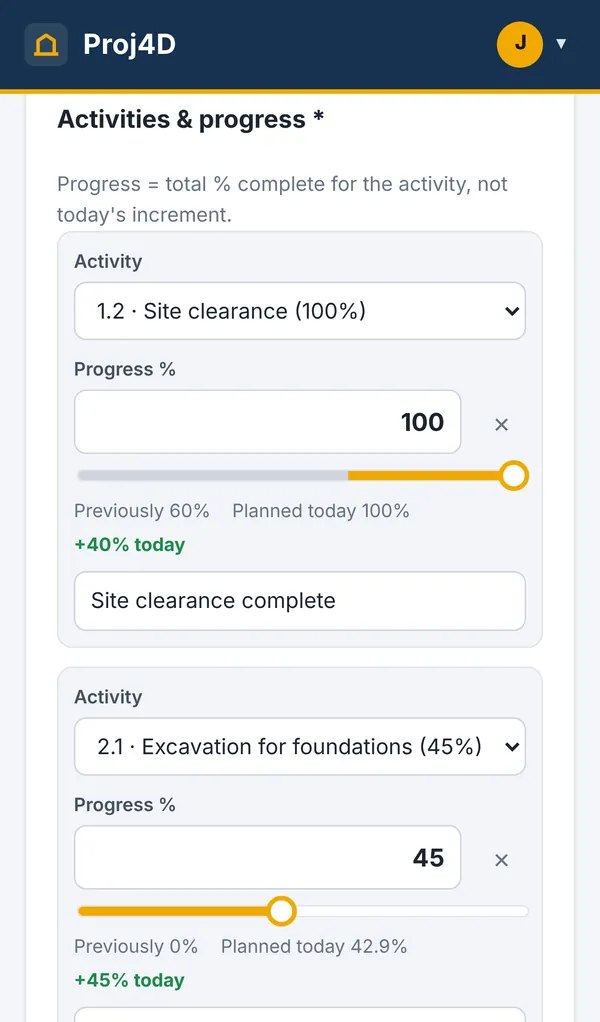 Proj4D
J
Activities & progress *
Progress = total % complete for the activity, not
today's increment.
Activity
1.2 · Site clearance (100%)
Progress %
100
×
Previously 60% Planned today 100%
+40% today
Site clearance complete
Activity
2.1 · Excavation for foundations (45%)
Progress %
45
×
Previously 0% Planned today 42.9%
+45% today